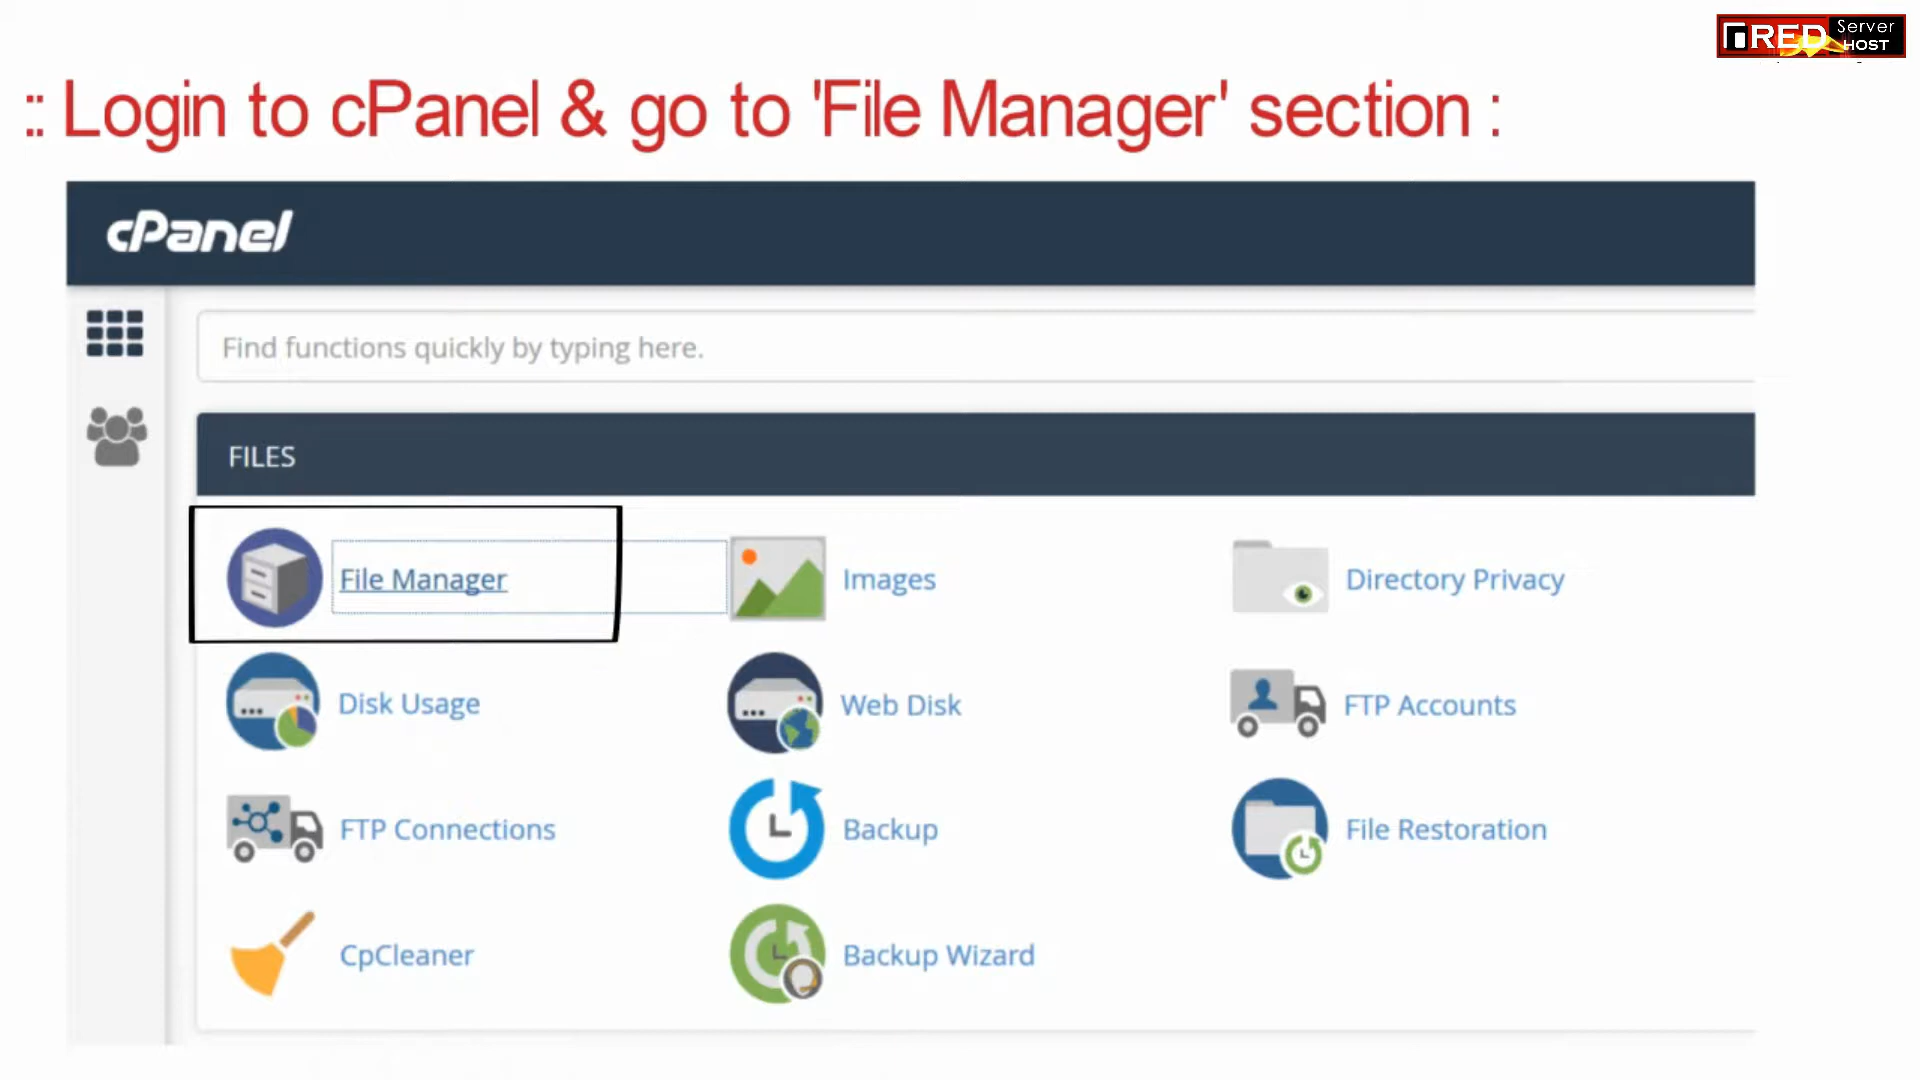 RED Server
HOST
:: Login to cPanel & go to 'File Manager' section :
cPanel
Find functions quickly by typing here.
FILES
File Manager
Images
Directory Privacy
Disk Usage
Web Disk
FTP Accounts
FTP Connections
Backup
File Restoration
CpCleaner
Backup Wizard